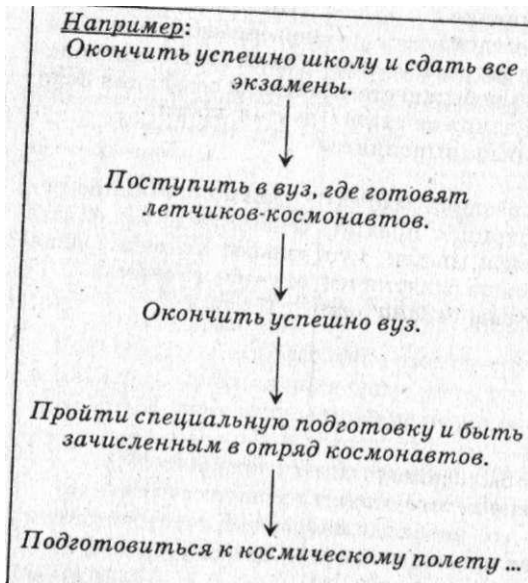 Например:
Окончить успешно школу и сдать все
экзамены.
Поступить в вуз, где готовят
летчиков-космонавтов.
Окончить успешно вуз.
Пройти специальную подготовку и быть
зачисленным в отряд космонавтов.
Подготовиться к космическому полету ...